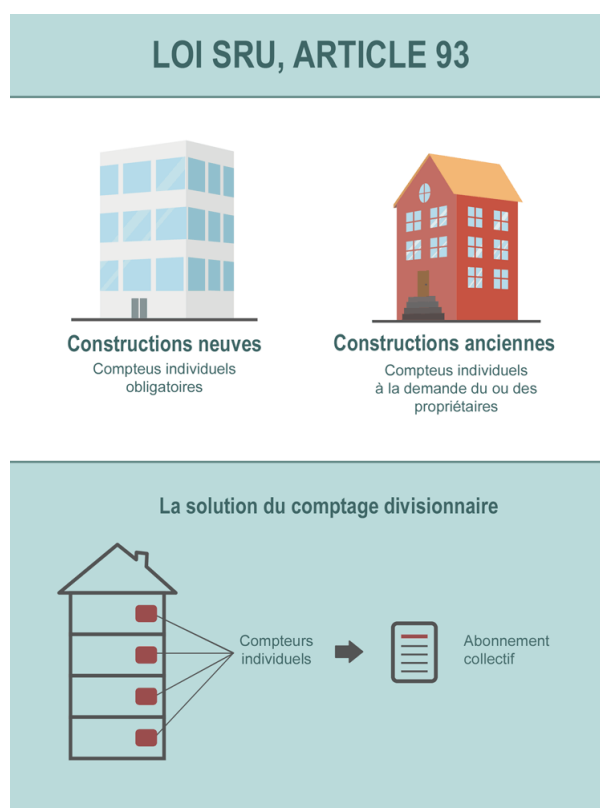 LOI SRU, ARTICLE 93
Constructions neuves
Compteus individuels
obligatoires
Constructions anciennes
Compteus individuels
à la demande du ou des
propriétaires
La solution du comptage divisionnaire
Compteurs
individuels
Abonnement
collectif